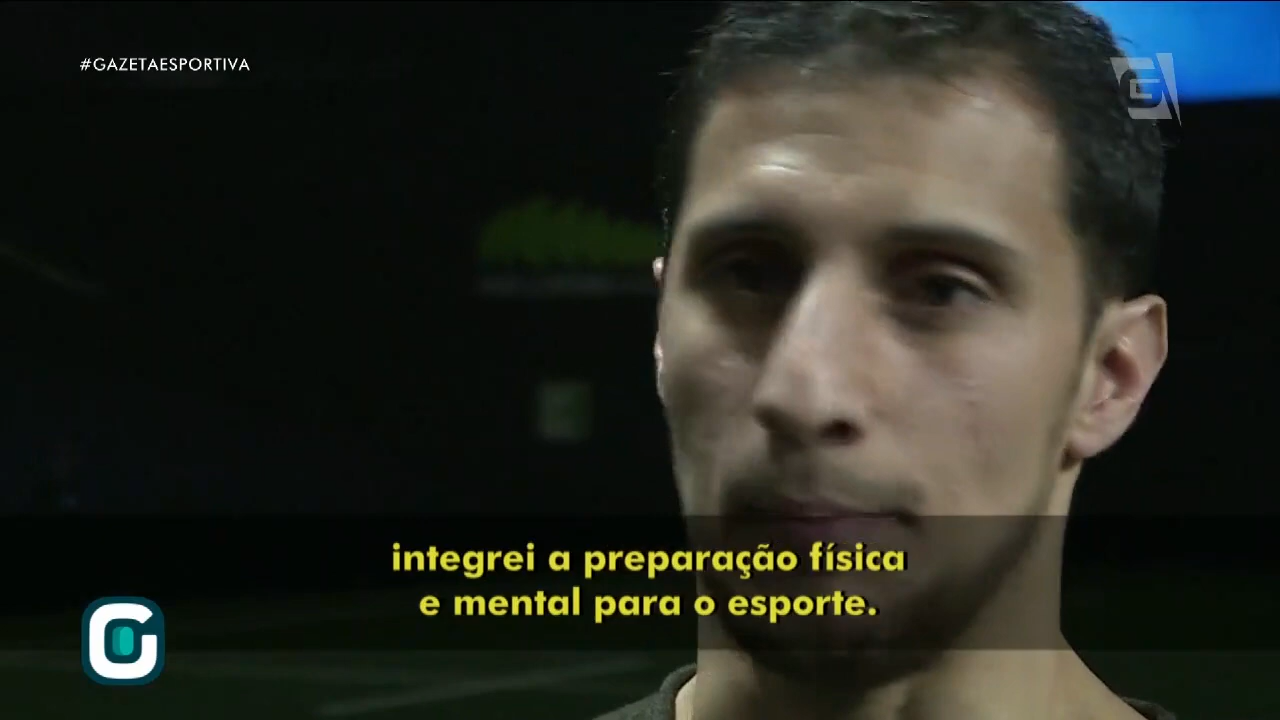 #GAZETAESPORTIVA
integrei a preparação física
e mental para o esporte.